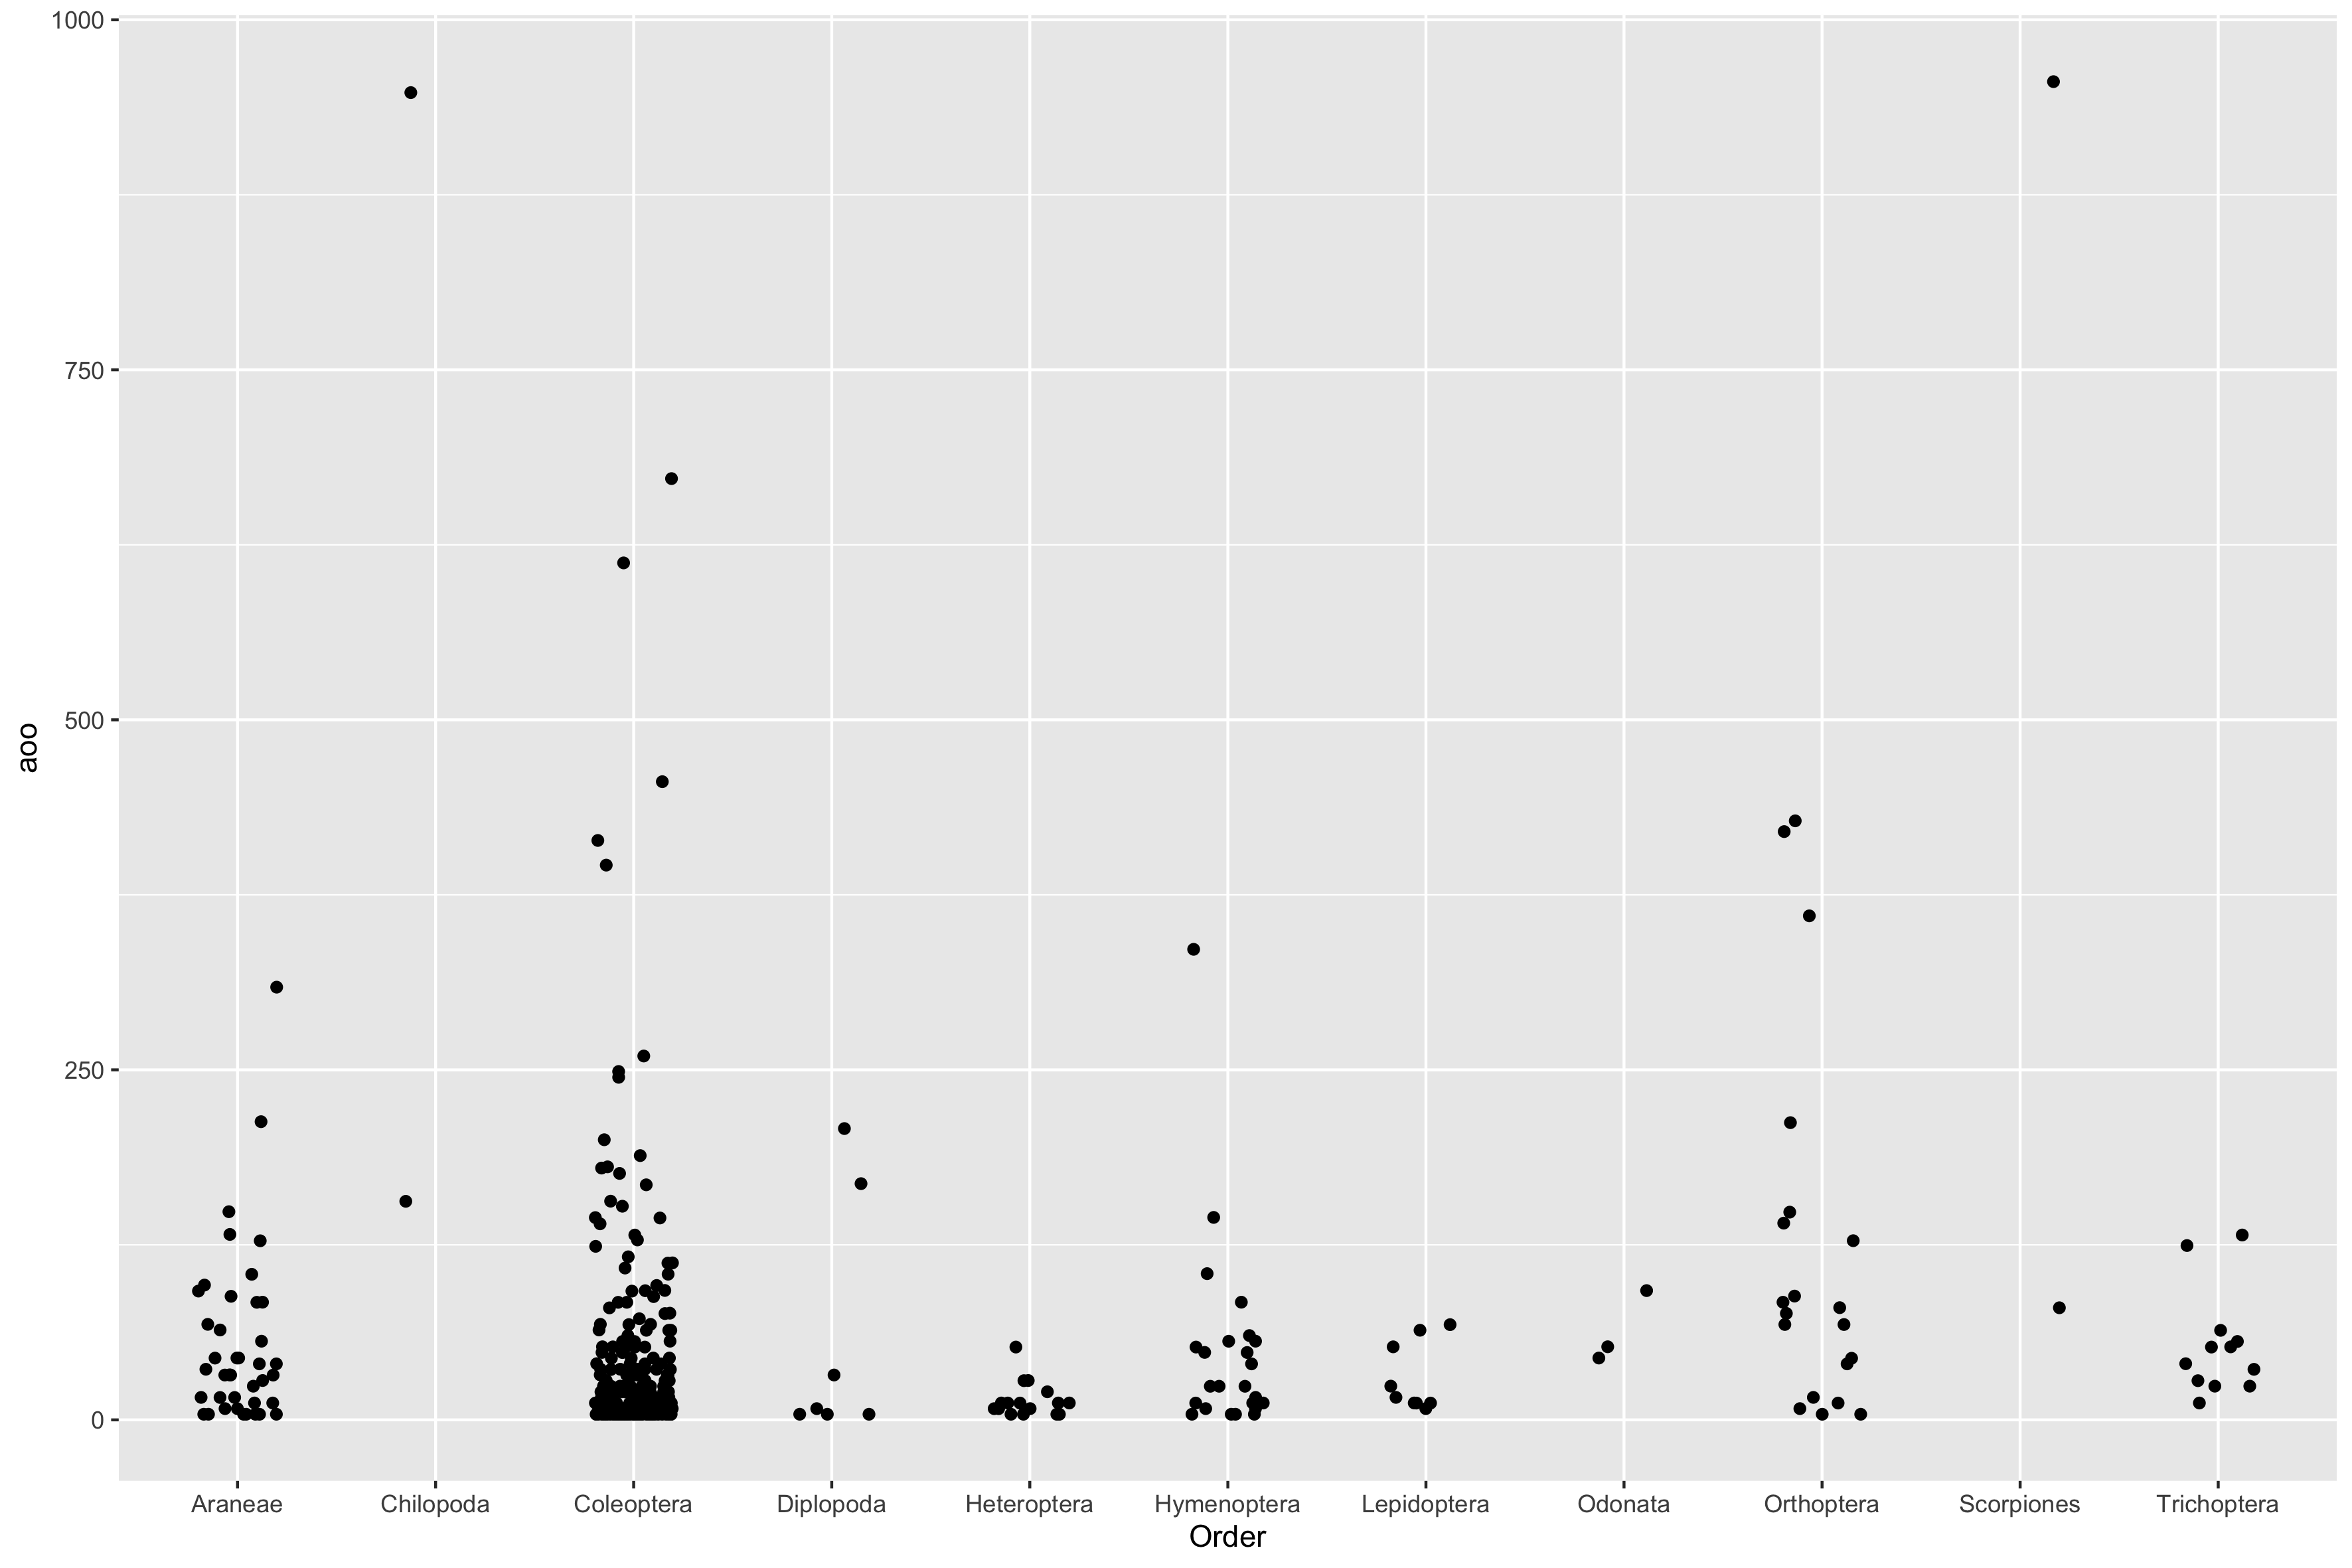 1000
750
500
250
0
aoo
Araneae Chilopoda Coleoptera Diplopoda Heteroptera Hymenoptera Lepidoptera Odonata Orthoptera Scorpiones Trichoptera
Order